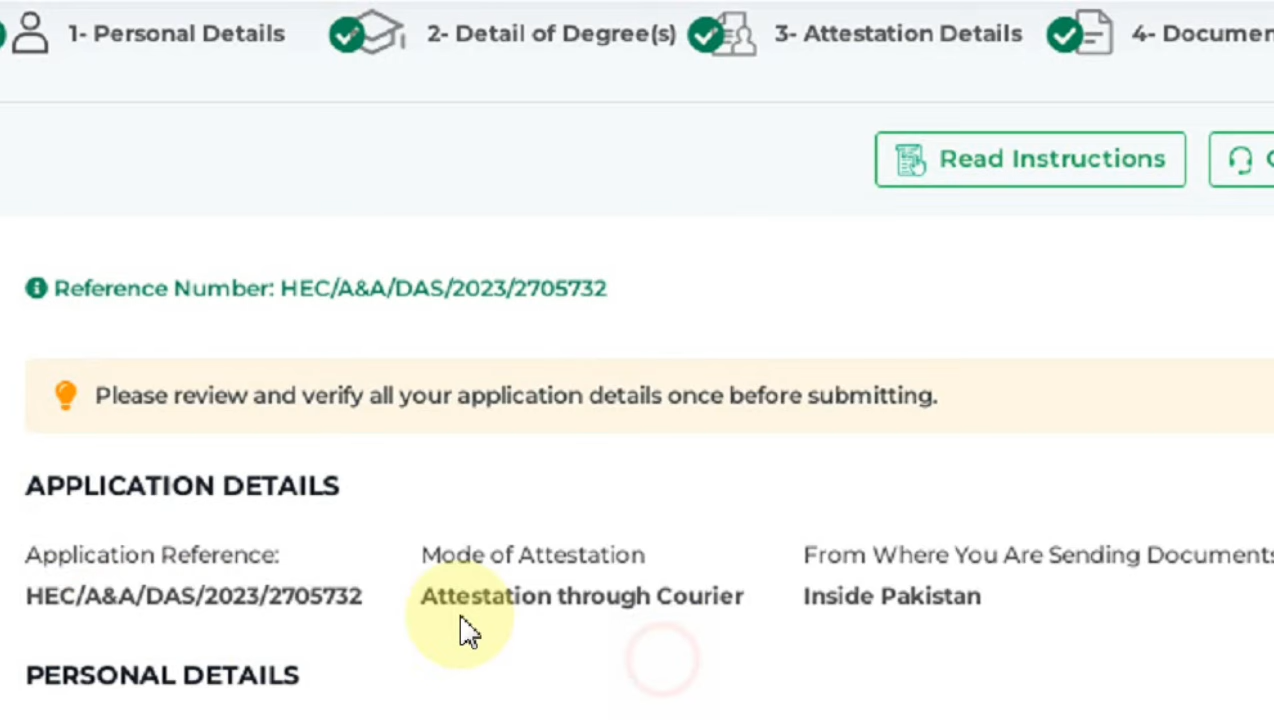 1- Personal Details 2- Detail of Degree(s) 3- Attestation Details 4- Documen
Read Instructions
Reference Number: HEC/A&A/DAS/2023/2705732
Please review and verify all your application details once before submitting.
APPLICATION DETAILS
Application Reference: Mode of Attestation From Where You Are Sending Documents
HEC/A&A/DAS/2023/2705732 Attestation through Courier Inside Pakistan
PERSONAL DETAILS